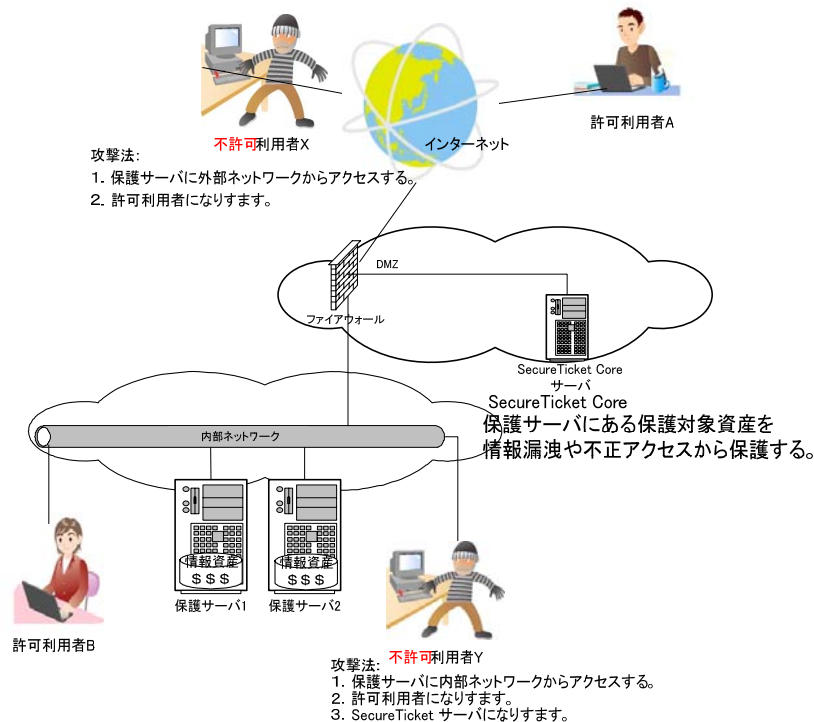 不許可利用者X
許可利用者A
インターネット
攻撃法:
1. 保護サーバに外部ネットワークからアクセスする。
2. 許可利用者になりすます。
DMZ
ファイアウォール
SecureTicket Core
サーバ
SecureTicket Core
保護サーバにある保護対象資産を
情報漏洩や不正アクセスから保護する。
内部ネットワーク
情報資産
$ $ $
情報資産
$ $ $
保護サーバ1
保護サーバ2
許可利用者B
不許可利用者Y
攻撃法:
1. 保護サーバに内部ネットワークからアクセスする。
2. 許可利用者になりすます。
3. SecureTicket サーバになりすます。